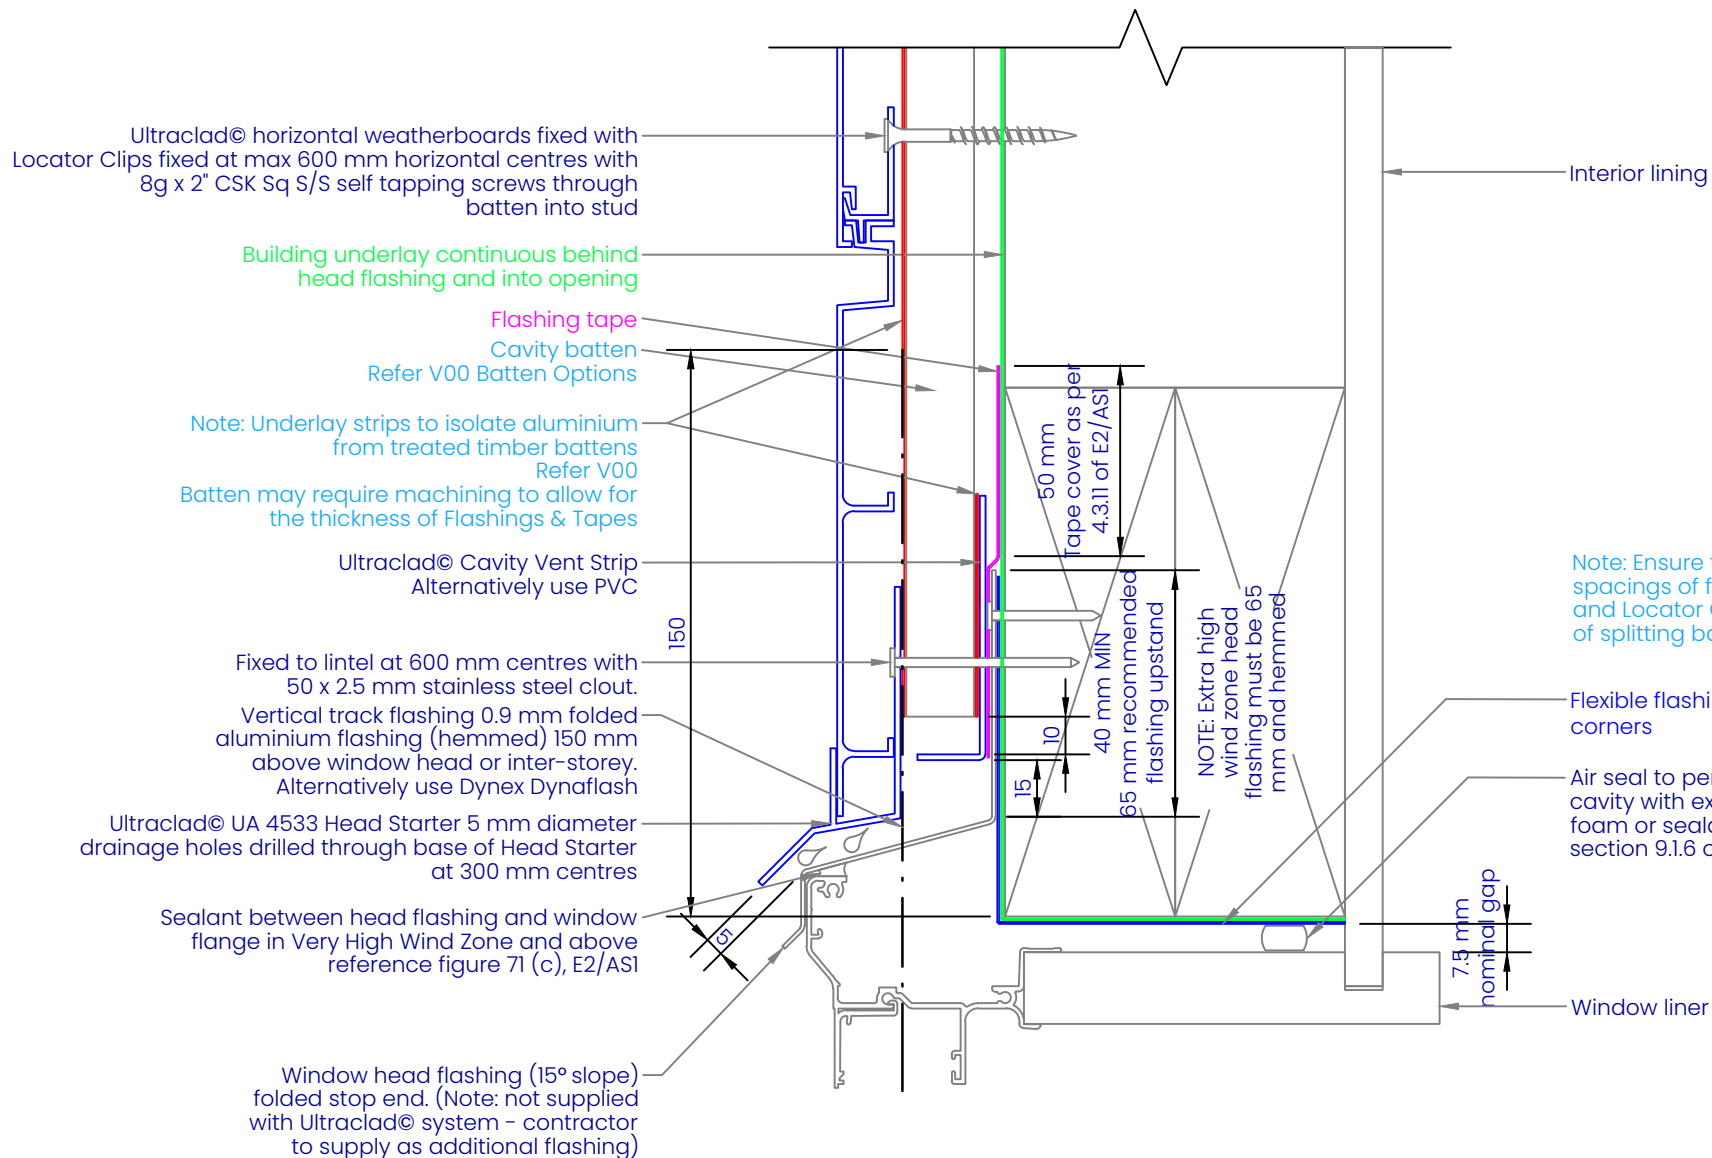 Ultraclad© horizontal weatherboards fixed with
Locator Clips fixed at max 600 mm horizontal centres with
8g x 2" CSK Sq S/S self tapping screws through
batten into stud
Building underlay continuous behind
head flashing and into opening
Flashing tape
Cavity batten
Refer V00 Batten Options
Note: Underlay strips to isolate aluminium
from treated timber battens
Refer V00
Batten may require machining to allow for
the thickness of Flashings & Tapes
Ultraclad© Cavity Vent Strip
Alternatively use PVC
Fixed to lintel at 600 mm centres with
50 x 2.5 mm stainless steel clout.
Vertical track flashing 0.9 mm folded
aluminium flashing (hemmed) 150 mm
above window head or inter-storey.
Alternatively use Dynex Dynaflash
Ultraclad© UA 4533 Head Starter 5 mm diameter
drainage holes drilled through base of Head Starter
at 300 mm centres
Sealant between head flashing and window
flange in Very High Wind Zone and above
reference figure 71 (c), E2/AS1
Window head flashing (15° slope)
folded stop end. (Note: not supplied
with Ultraclad© system - contractor
to supply as additional flashing)
150
5
15
10
50 mm
Tape cover as per
4.3.11 of E2/AS1
40 mm MIN
65 mm recommended
flashing upstand
NOTE: Extra high
wind zone head
flashing must be 65
mm and hemmed
7.5 mm
nominal gap
Interior lining
Note: Ensure
spacings of
and Locator
of splitting
Flexible
corners
Air seal to
cavity with
foam or
section 9.1.6
Window liner